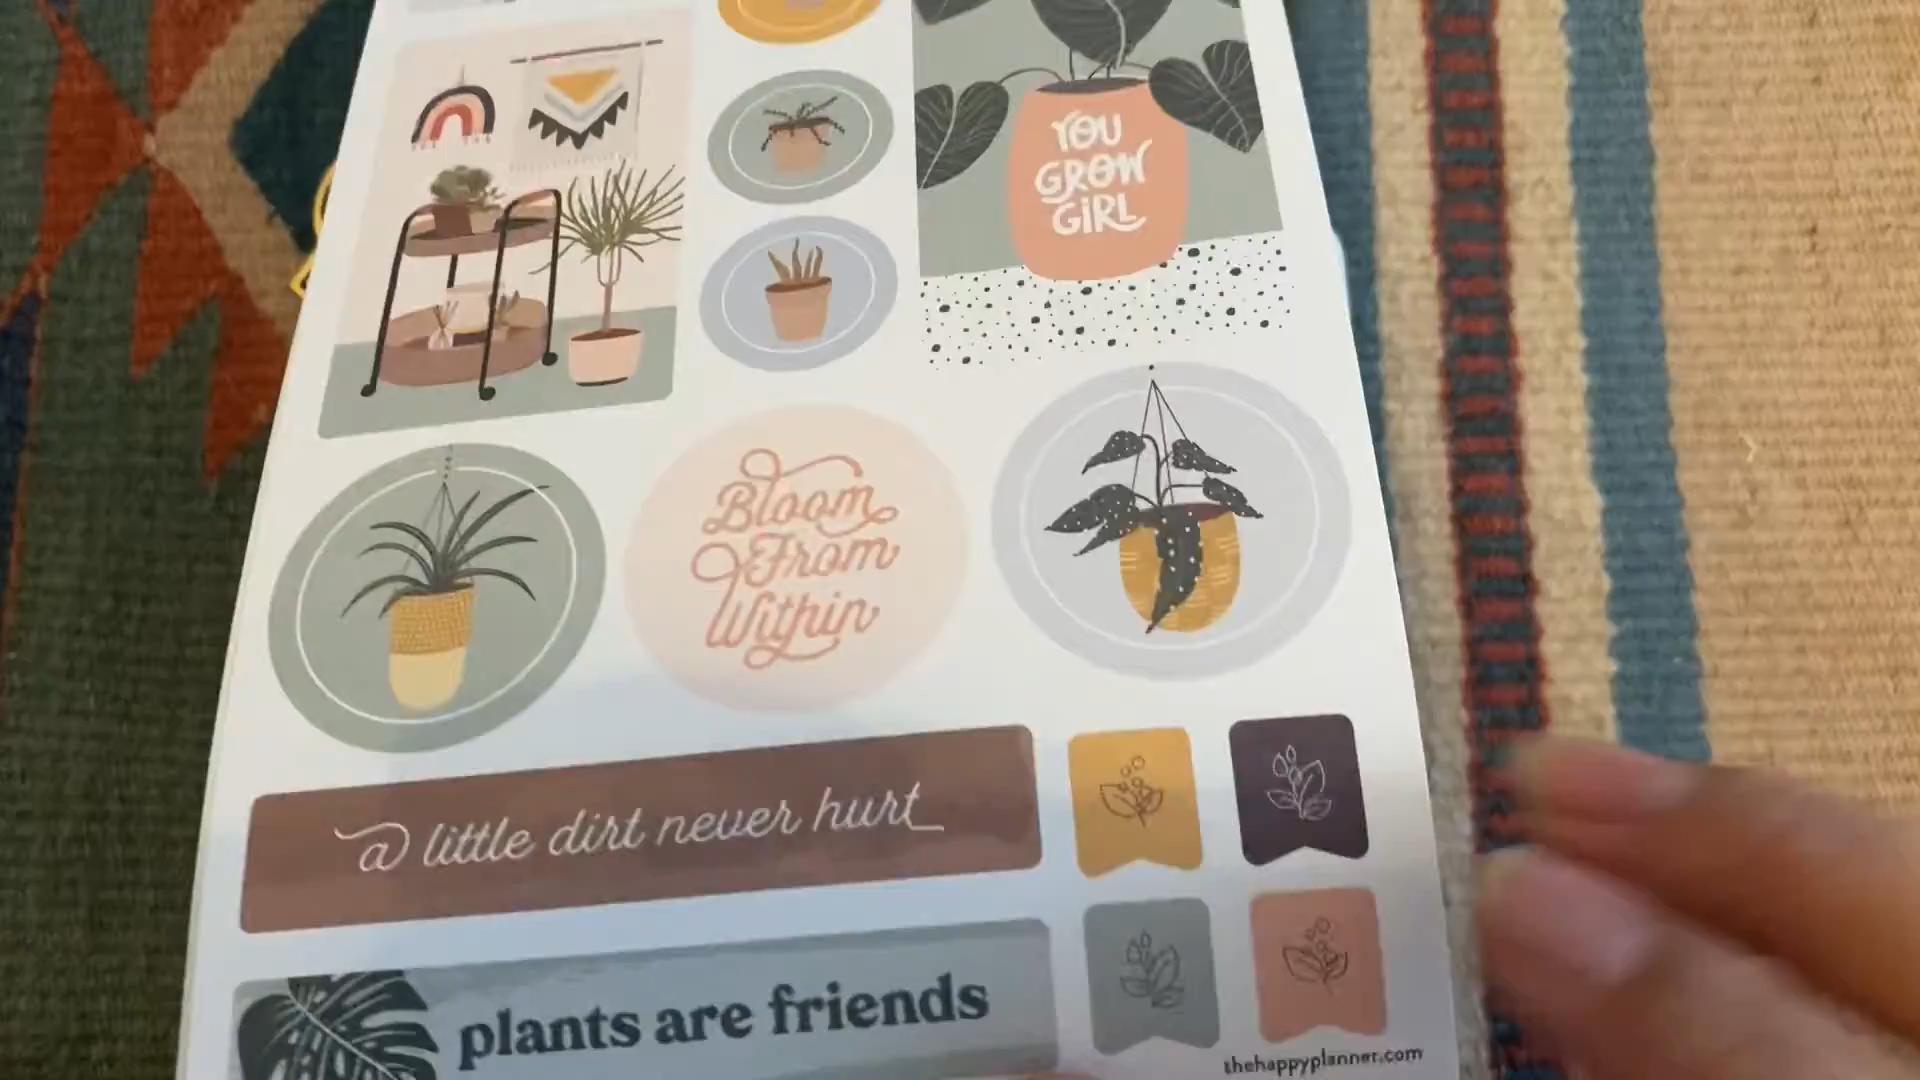 YOU
GROW
GIRL
Bloom
From
Within
a little dirt never hurt
plants are friends
thehappyplanner.com